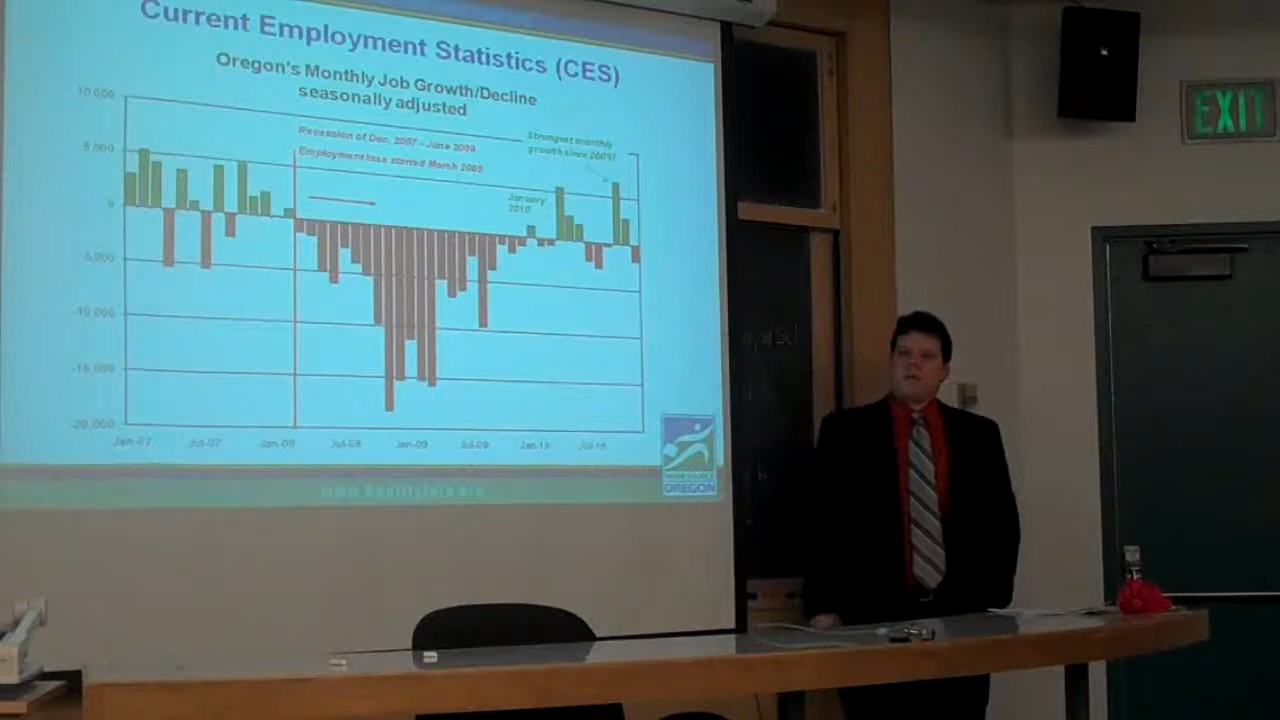 Current Employment Statistics (CES)
Oregon's Monthly Job Growth/Decline
seasonally adjusted
10,000
5,000
0
-5,000
-10,000
-15,000
-20,000
Recession of Dec. 2007 - June 2009
Employment loss started March 2008
Strongest monthly
growth since 2005!
January
2010
Jan-07
Jul-07
Jan-08
Jul-08
Jan-09
Jul-09
Jan-10
Jul-10
OREGON
EXIT